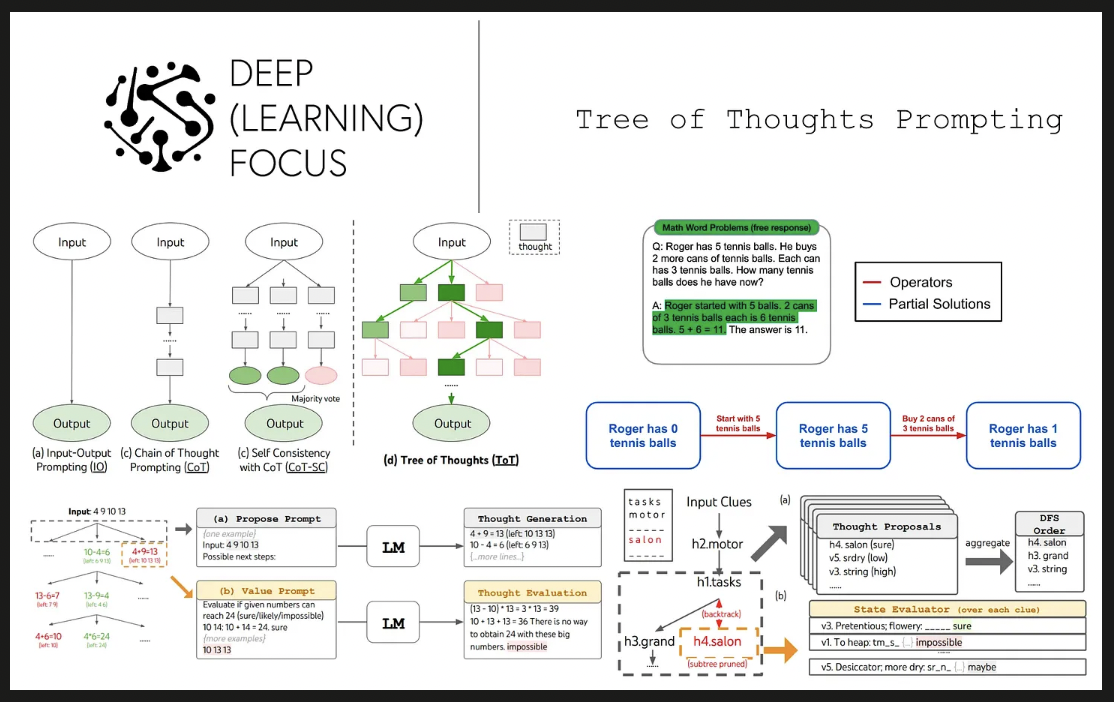 DEEP
(LEARNING)
FOCUS
Tree of Thoughts Prompting
Input
Output
(a) Input-Output
Prompting (IO)
Input
......
Output
(c) Chain of Thought
Prompting (CoT)
Input
......
......
Majority vote
Output
(c) Self Consistency
with CoT (CoT-SC)
Input
thought
......
Output
(d) Tree of Thoughts (ToT)
Math Word Problems (free response)
Q: Roger has 5 tennis balls. He buys
2 more cans of tennis balls. Each can
has 3 tennis balls. How many tennis
balls does he have now?
A: Roger started with 5 balls. 2 cans
of 3 tennis balls each is 6 tennis
balls. 5 + 6 = 11. The answer is 11.
Operators
Partial Solutions
Roger has 0
tennis balls
Start with 5
tennis balls
Roger has 5
tennis balls
Buy 2 cans of
3 tennis balls
Roger has 1
tennis balls
Input: 4 9 10 13
......
10-4=6
(left: 6 9 13)
4+9=13
(left: 10 13 13)
13-6=7
(left: 7 9)
13-9=4
(left: 4 6)
......
4+6=10
(left: 10)
4*6=24
(left: 24)
......
(a) Propose Prompt
{one example}
Input: 4 9 10 13
Possible next steps:
LM
Thought Generation
4 + 9 = 13 (left: 10 13 13)
10 - 4 = 6 (left: 6 9 13)
{...more lines...}
(b) Value Prompt
Evaluate if given numbers can
reach 24 (sure/likely/impossible)
10 14: 10 + 14 = 24. sure
{more examples}
10 13 13
LM
Thought Evaluation
(13 - 10) * 13 = 3 * 13 = 39
10 + 13 + 13 = 36 There is no way
to obtain 24 with these big
numbers. impossible
tasks
motor
_ _ _ _ _
salon
_ _ _ _ _
Input Clues
h2.motor
h1.tasks
(backtrack)
h3.grand
h4.salon
......
(subtree pruned)
(a)
Thought Proposals
h4. salon (sure)
v5. srdry (low)
v3. string (high)
......
aggregate
DFS
Order
h4. salon
h3. grand
v3. string
......
(b)
State Evaluator (over each clue)
v3. Pretentious; flowery: _____ sure
v1. To heap: tm_s_ {...} impossible
......
v5. Desiccator; more dry: sr_n_ {...} maybe